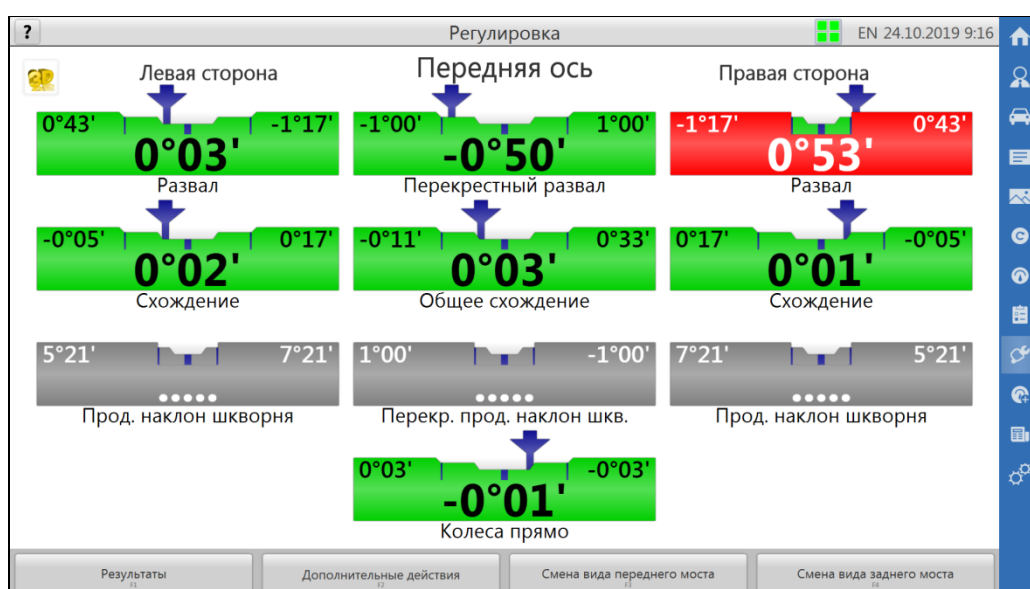 ? Регулировка EN 24.10.2019 9:16
3D Левая сторона Передняя ось Правая сторона
0°43' -1°17' -1°00' 1°00' -1°17' 0°43'
0°03' -0°50' 0°53'
Развал Перекрестный развал Развал
-0°05' 0°17' -0°11' 0°33' 0°17' -0°05'
0°02' 0°03' 0°01'
Схождение Общее схождение Схождение
5°21' 7°21' 1°00' -1°00' 7°21' 5°21'
Прод. наклон шкворня Перекр. прод. наклон шкв. Прод. наклон шкворня
0°03' -0°03'
-0°01'
Колеса прямо
Результаты Дополнительные действия Смена вида переднего моста Смена вида заднего моста
F1 F2 F3 F4